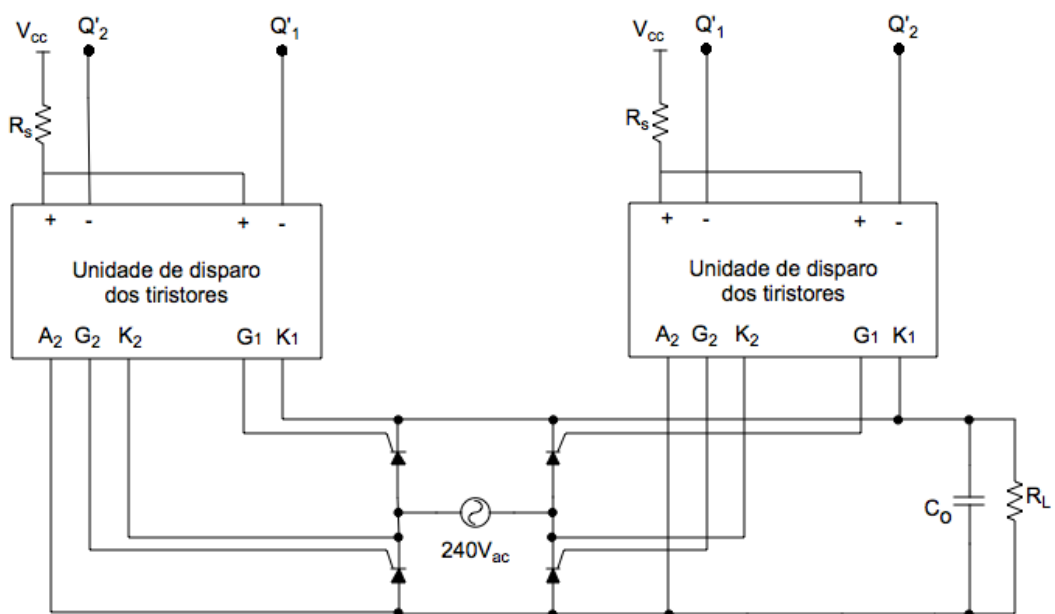 Vcc Q'2 Q'1 Vcc Q'1 Q'2
Rs Rs
+ - + - + - + -
Unidade de disparo
dos tiristores
Unidade de disparo
dos tiristores
A2 G2 K2 G1 K1
A2 G2 K2 G1 K1
240Vac
Co RL